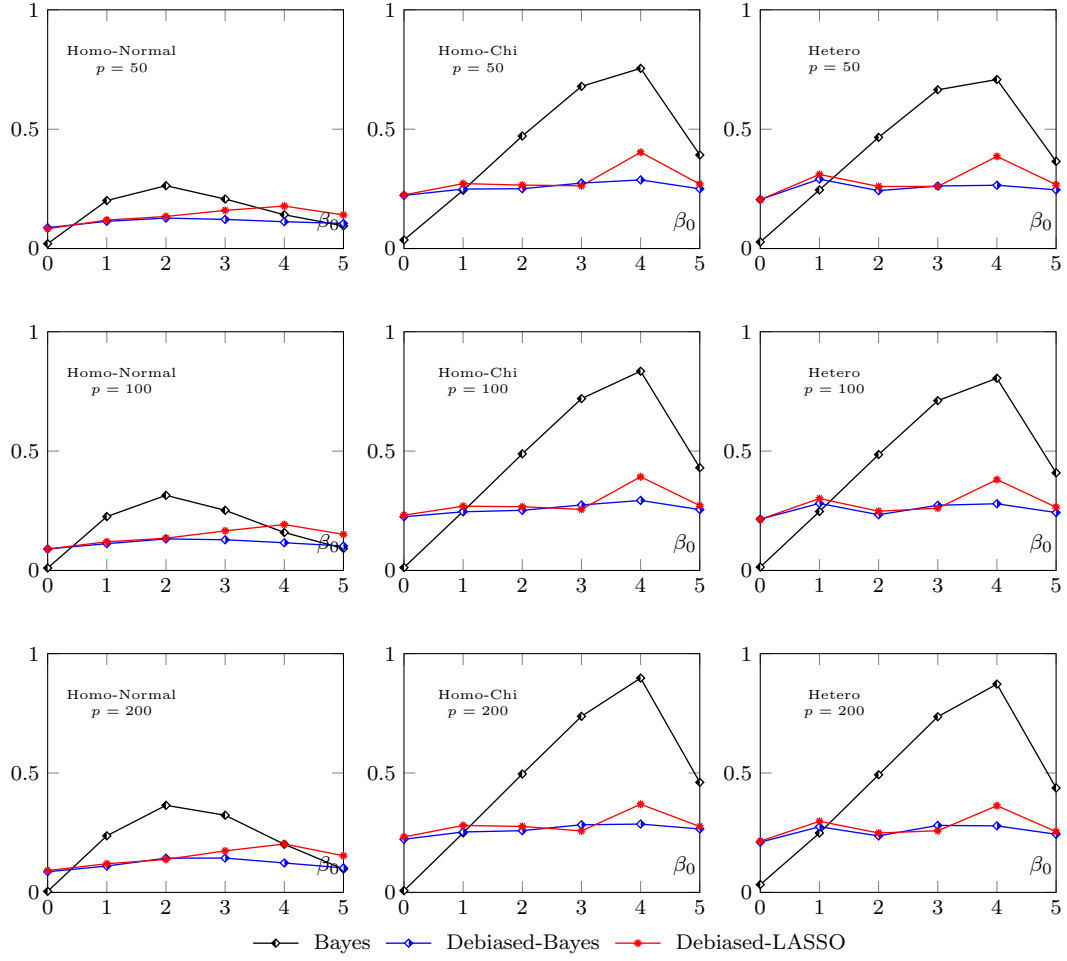 1
Homo-Normal
p = 50
0.5
β₀
0
0 1 2 3 4 5
1
Homo-Chi
p = 50
0.5
β₀
0
0 1 2 3 4 5
1
Hetero
p = 50
0.5
β₀
0
0 1 2 3 4 5
1
Homo-Normal
p = 100
0.5
β₀
0
0 1 2 3 4 5
1
Homo-Chi
p = 100
0.5
β₀
0
0 1 2 3 4 5
1
Hetero
p = 100
0.5
β₀
0
0 1 2 3 4 5
1
Homo-Normal
p = 200
0.5
β₀
0
0 1 2 3 4 5
1
Homo-Chi
p = 200
0.5
β₀
0
0 1 2 3 4 5
1
Hetero
p = 200
0.5
β₀
0
0 1 2 3 4 5
Bayes Debiased-Bayes Debiased-LASSO